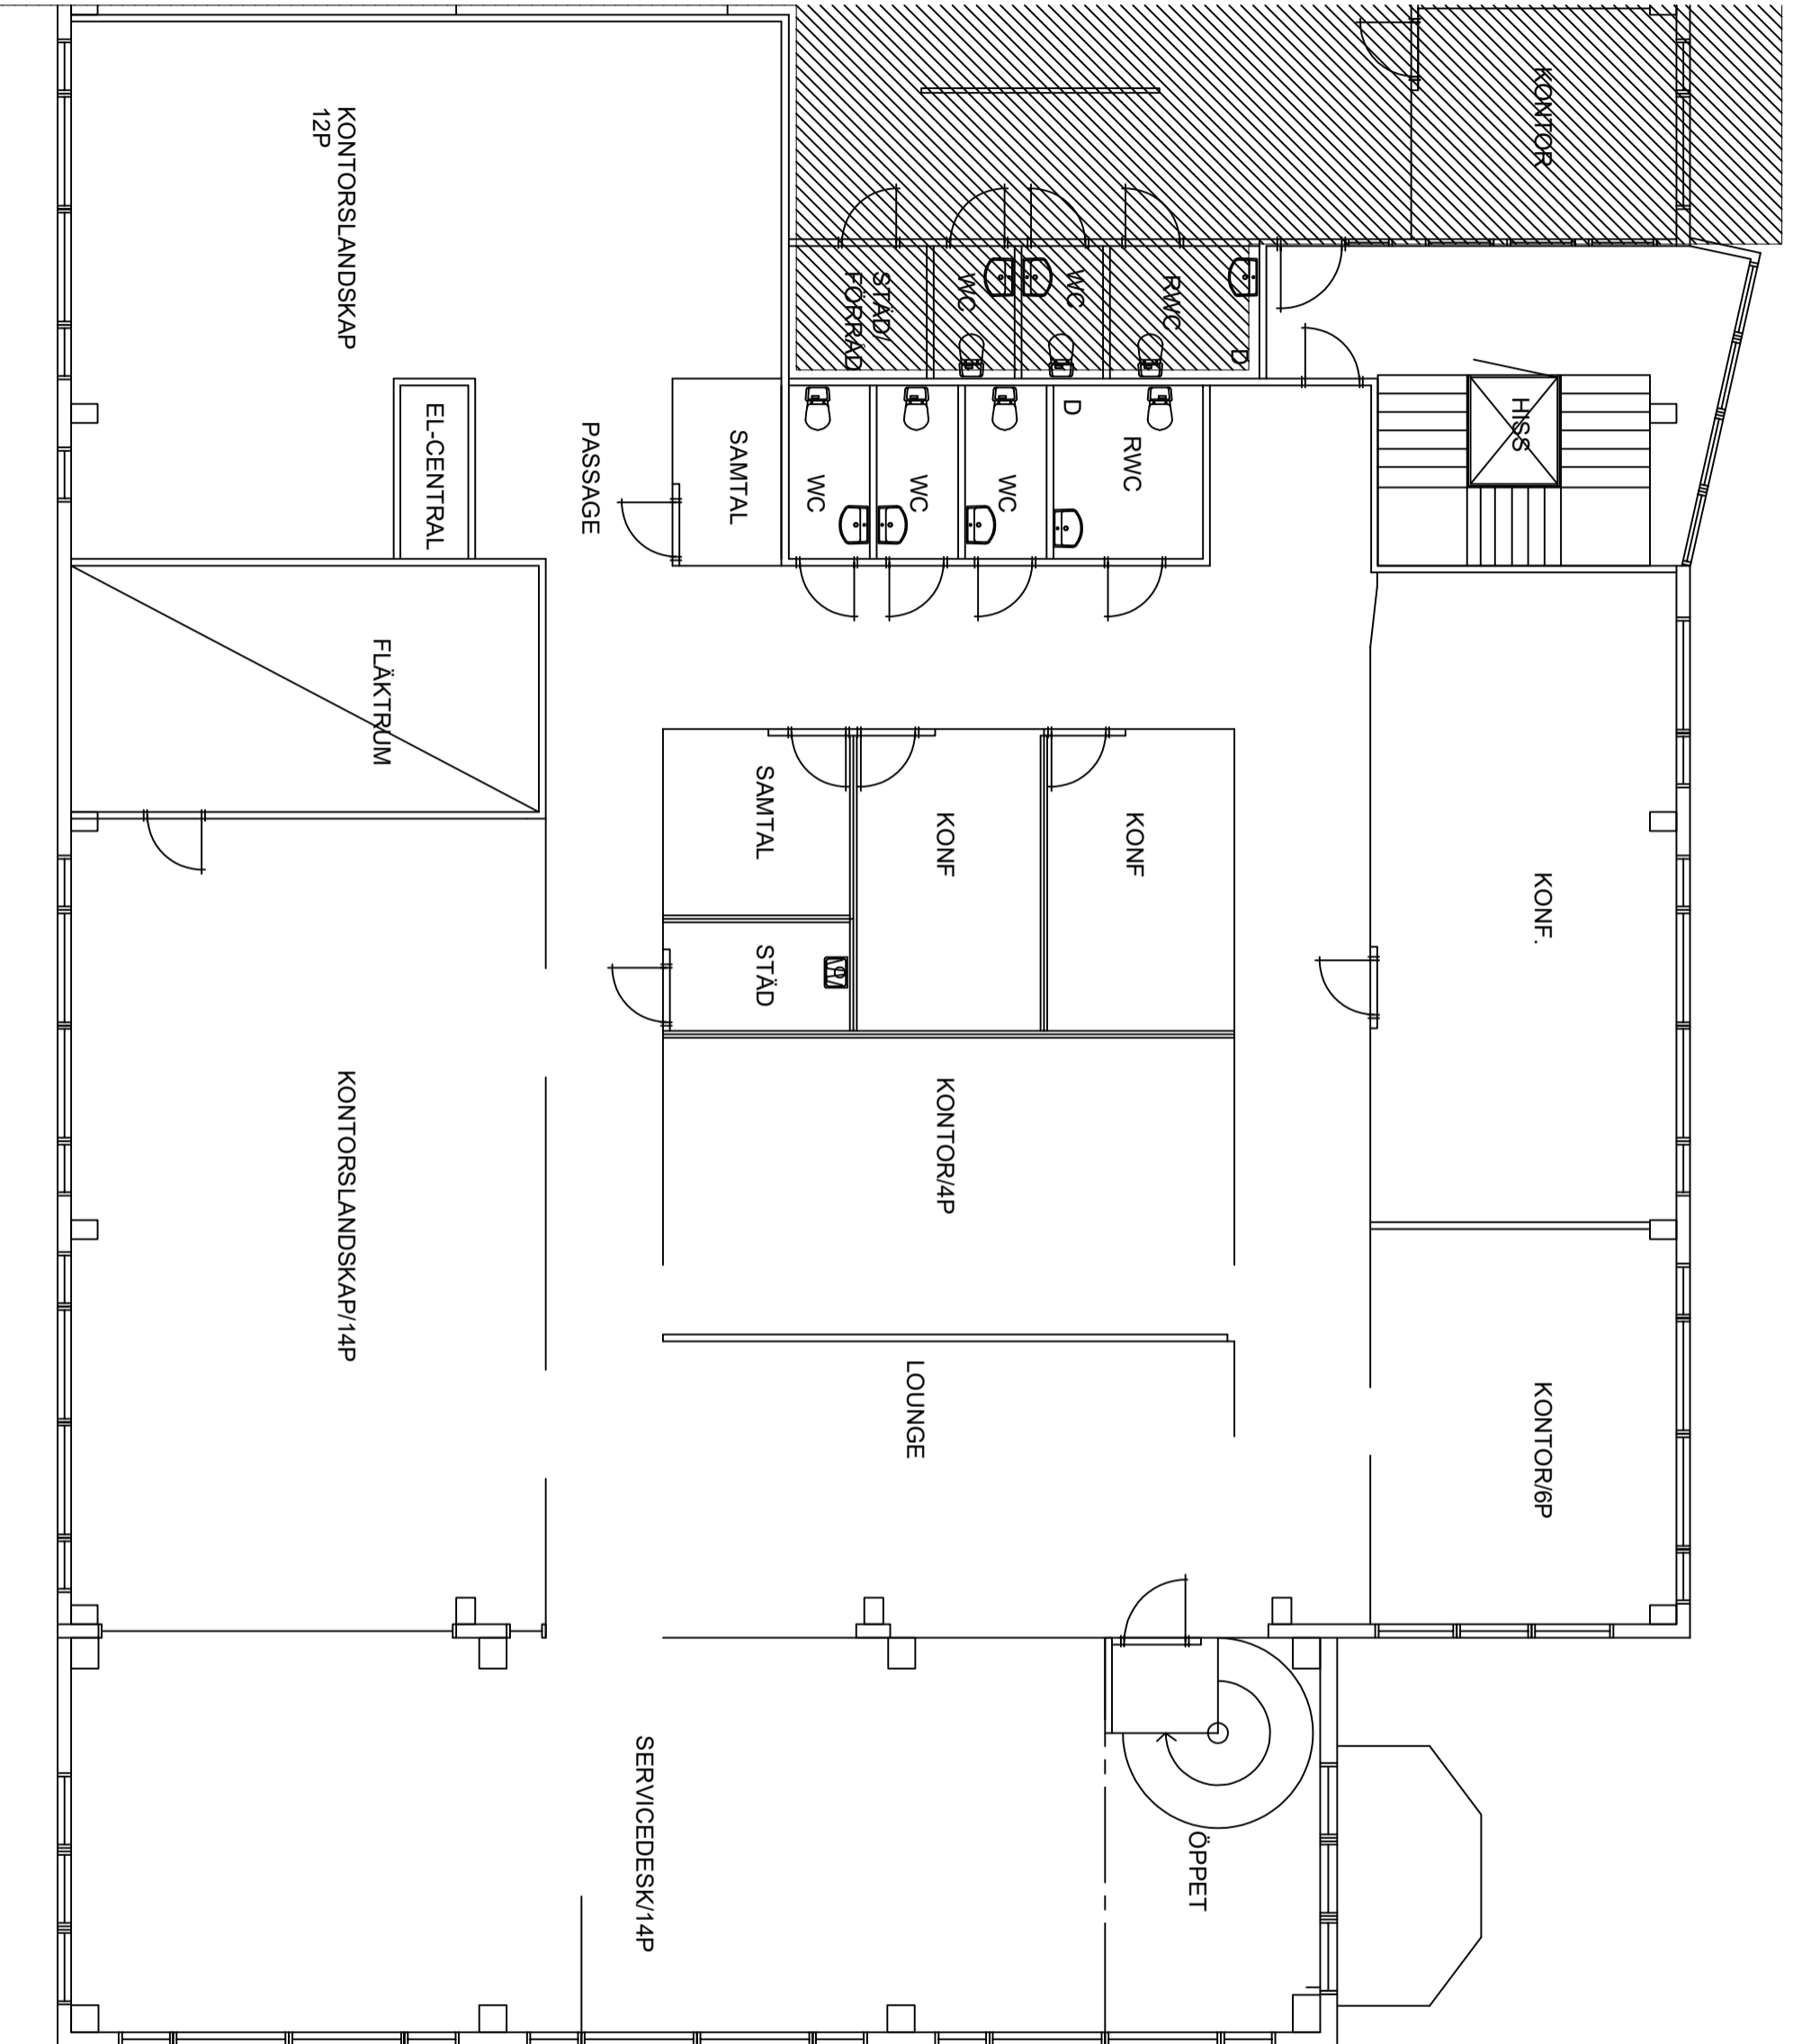 KONTOR
KONTORSLANDSKAP
12P
STÄD/
FÖRRÅD
WC
WC
RWC
D
HISS
EL-CENTRAL
PASSAGE
SAMTAL
WC
WC
WC
D
RWC
FLÄKTRUM
SAMTAL
KONF
KONF
KONF.
STÄD
KONTORSLANDSKAP/14P
KONTOR/4P
LOUNGE
KONTOR/6P
SERVICEDESK/14P
ÖPPET